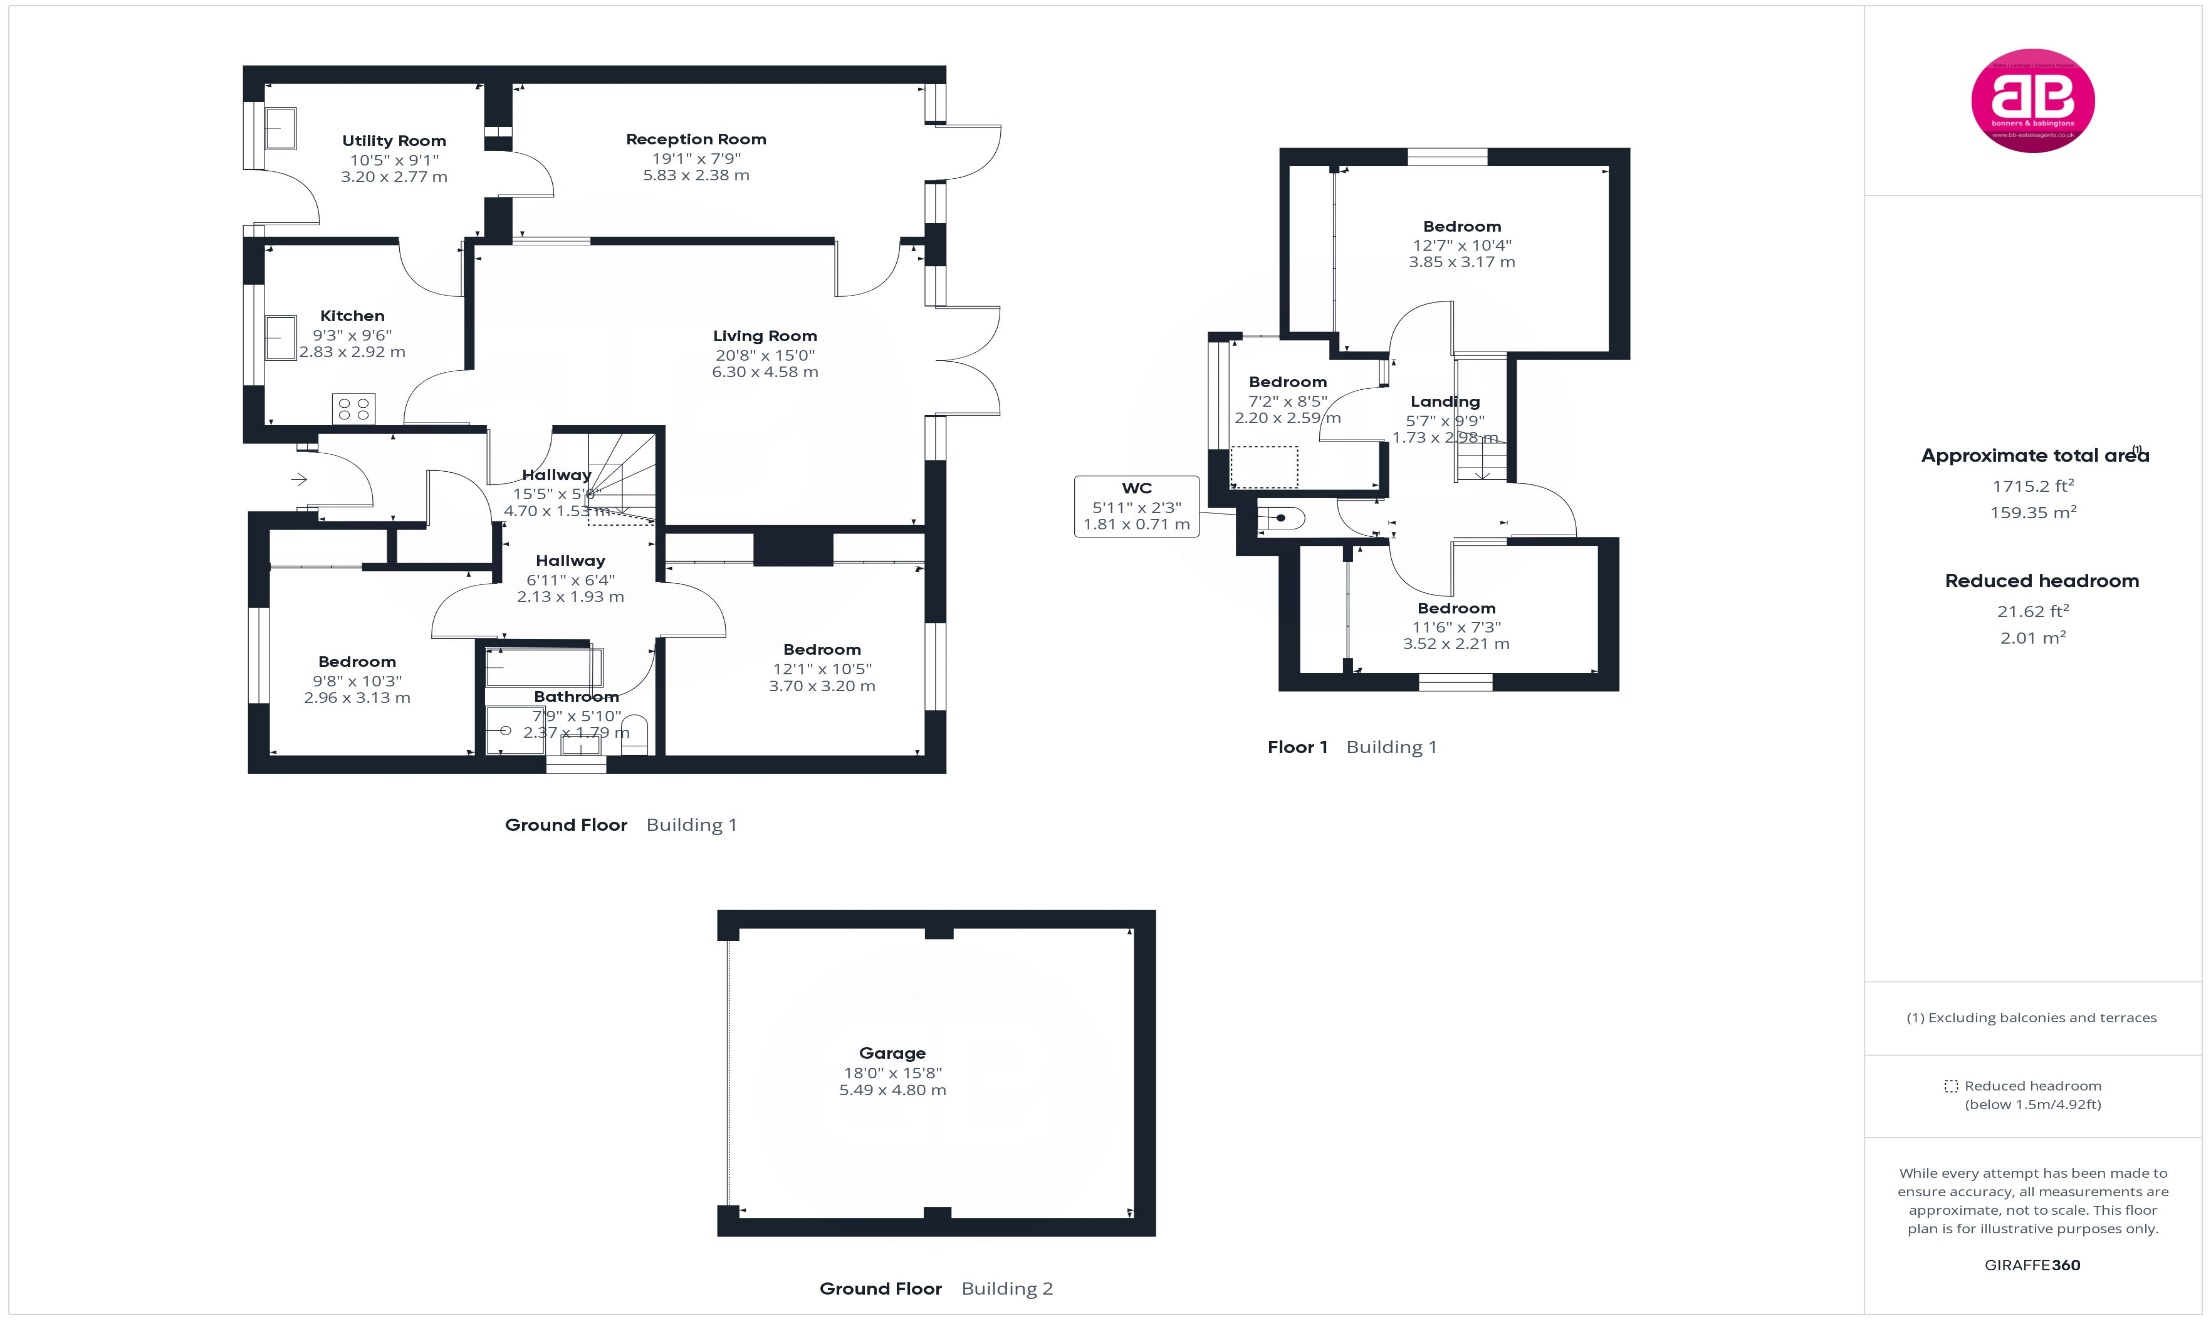 Utility Room
10'5" x 9'1"
3.20 x 2.77 m
Reception Room
19'1" x 7'9"
5.83 x 2.38 m
Kitchen
9'3" x 9'6"
2.83 x 2.92 m
Living Room
20'8" x 15'0"
6.30 x 4.58 m
Hallway
15'5" x 5'0"
4.70 x 1.53 m
Hallway
6'11" x 6'4"
2.13 x 1.93 m
Bedroom
9'8" x 10'3"
2.96 x 3.13 m
Bathroom
7'9" x 5'10"
2.37 x 1.79 m
Bedroom
12'1" x 10'5"
3.70 x 3.20 m
Ground Floor Building 1
Bedroom
12'7" x 10'4"
3.85 x 3.17 m
Bedroom
7'2" x 8'5"
2.20 x 2.59 m
Landing
5'7" x 9'9"
1.73 x 2.98 m
WC
5'11" x 2'3"
1.81 x 0.71 m
Bedroom
11'6" x 7'3"
3.52 x 2.21 m
Floor 1 Building 1
Garage
18'0" x 15'8"
5.49 x 4.80 m
Ground Floor Building 2
BB
bonners & babingtons
www.bb-estateagents.co.uk
Approximate total area (1)
1715.2 ft²
159.35 m²
Reduced headroom
21.62 ft²
2.01 m²
(1) Excluding balconies and terraces
Reduced headroom
(below 1.5m/4.92ft)
While every attempt has been made to
ensure accuracy, all measurements are
approximate, not to scale. This floor
plan is for illustrative purposes only.
GIRAFFE360